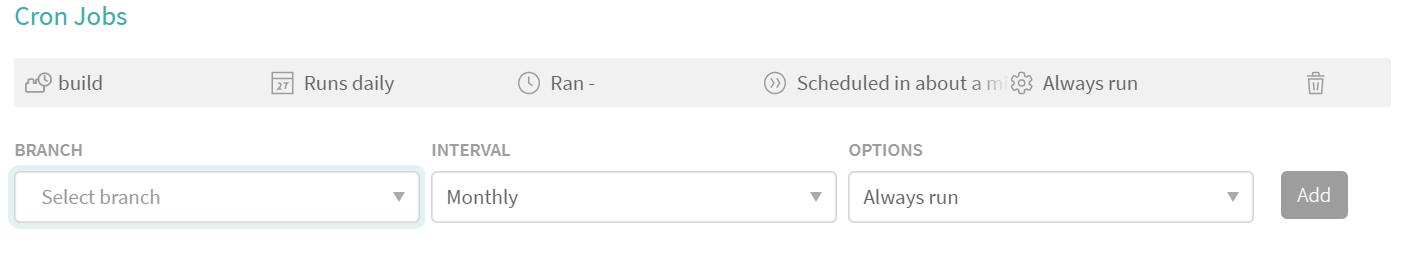 Cron Jobs
build 27 Runs daily Ran - Scheduled in about a mi Always run
BRANCH INTERVAL OPTIONS
Select branch Monthly Always run Add